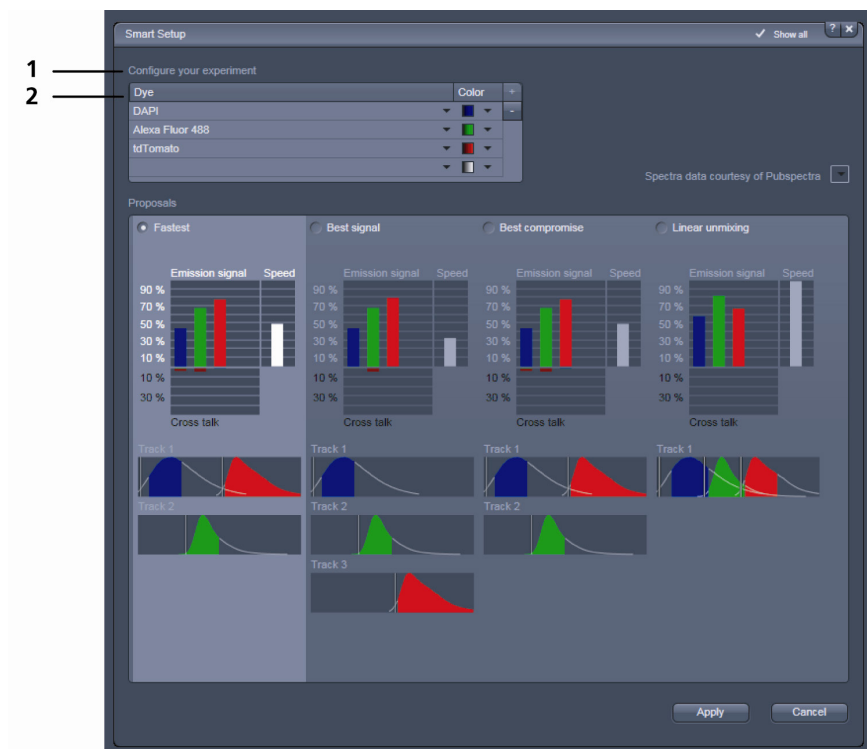 Smart Setup
Show all
?
×
1
Configure your experiment
2
Dye
Color
+
DAPI
-
Alexa Fluor 488
tdTomato
Spectra data courtesy of Pubspectra
Proposals
Fastest
Best signal
Best compromise
Linear unmixing
Emission signal Speed
Emission signal Speed
Emission signal Speed
Emission signal Speed
90 % 90 % 90 % 90 %
70 % 70 % 70 % 70 %
50 % 50 % 50 % 50 %
30 % 30 % 30 % 30 %
10 % 10 % 10 % 10 %
10 % 10 % 10 % 10 %
30 % 30 % 30 % 30 %
Cross talk Cross talk Cross talk Cross talk
Track 1 Track 1 Track 1 Track 1
Track 2 Track 2 Track 2
Track 3
Apply
Cancel